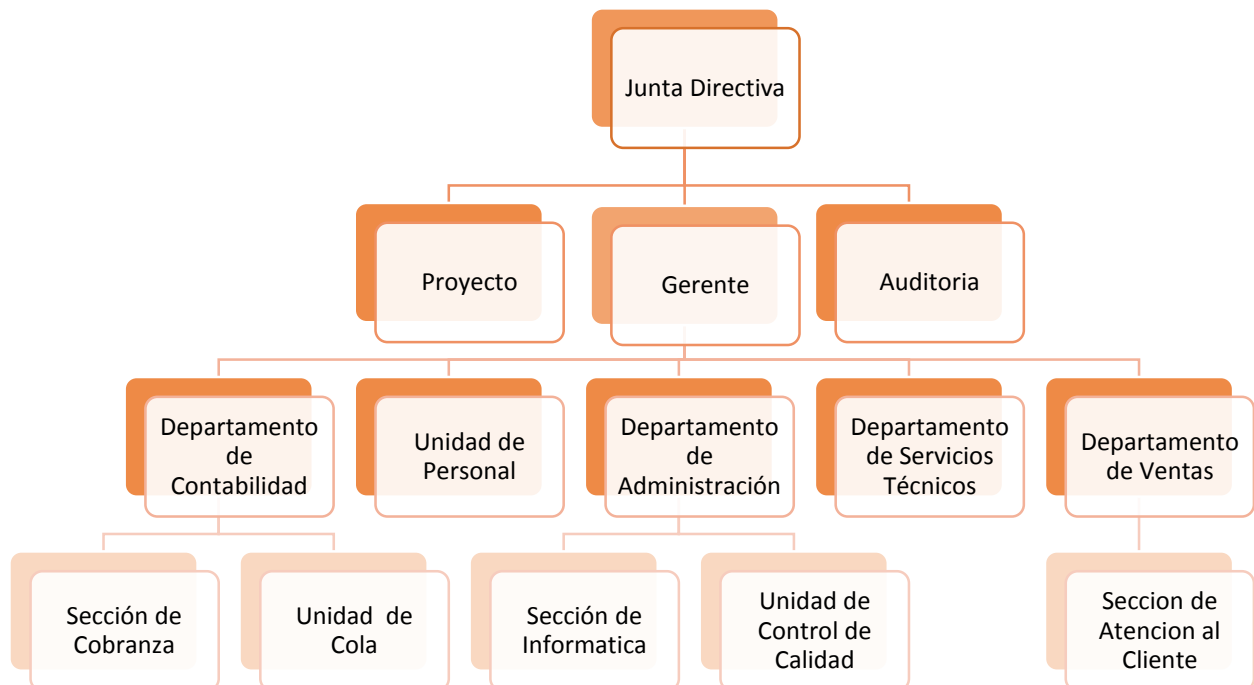 Junta Directiva
Proyecto
Gerente
Auditoria
Departamento
de
Contabilidad
Unidad de
Personal
Departamento
de
Administración
Departamento
de Servicios
Técnicos
Departamento
de Ventas
Sección de
Cobranza
Unidad de
Cola
Sección de
Informatica
Unidad de
Control de
Calidad
Seccion de
Atencion al
Cliente